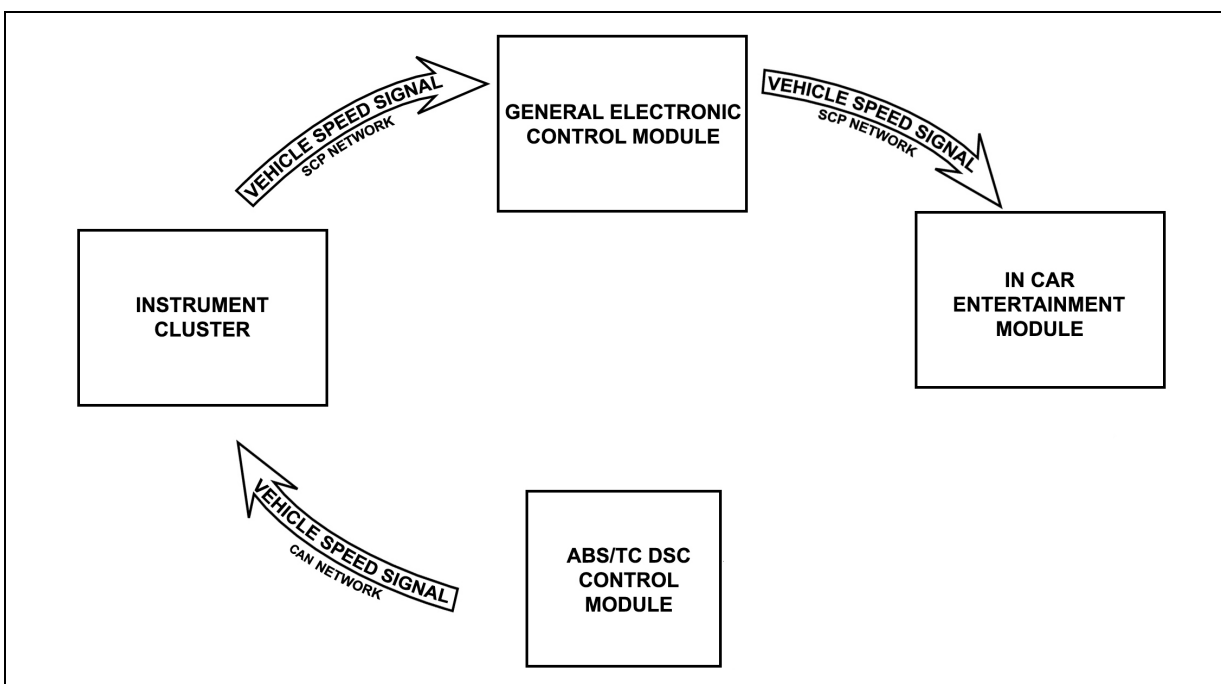 GENERAL ELECTRONIC
CONTROL MODULE
VEHICLE SPEED SIGNAL
SCP NETWORK
VEHICLE SPEED SIGNAL
SCP NETWORK
INSTRUMENT
CLUSTER
IN CAR
ENTERTAINMENT
MODULE
VEHICLE SPEED SIGNAL
CAN NETWORK
ABS/TC DSC
CONTROL
MODULE